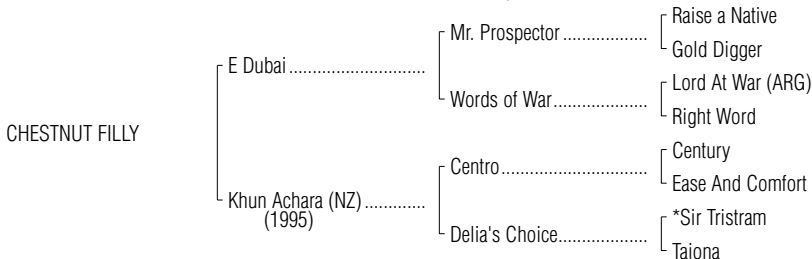 Raise a Native
Mr. Prospector ..................
Gold Digger
E Dubai .............................
Lord At War (ARG)
Words of War ....................
Right Word
CHESTNUT FILLY
Century
Centro ...............................
Ease And Comfort
Khun Achara (NZ) .............
(1995)
*Sir Tristram
Delia's Choice ...................
Taiona